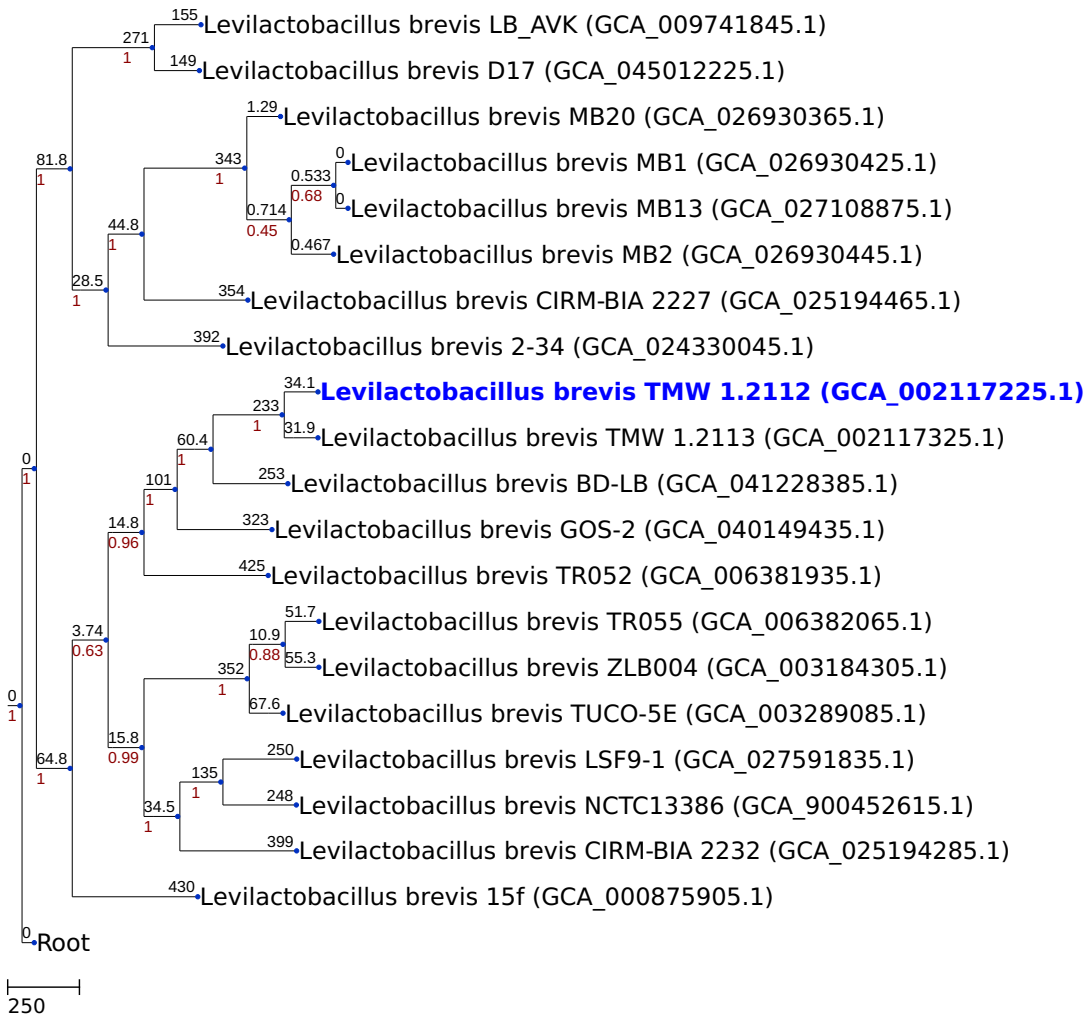 155
Levilactobacillus brevis LB_AVK (GCA_009741845.1)
271
1
149
Levilactobacillus brevis D17 (GCA_045012225.1)
1.29
Levilactobacillus brevis MB20 (GCA_026930365.1)
0
Levilactobacillus brevis MB1 (GCA_026930425.1)
343
1
81.8
1
0.533
0.68
0
Levilactobacillus brevis MB13 (GCA_027108875.1)
0.714
0.45
44.8
1
0.467
Levilactobacillus brevis MB2 (GCA_026930445.1)
28.5
1
354
Levilactobacillus brevis CIRM-BIA 2227 (GCA_025194465.1)
392
Levilactobacillus brevis 2-34 (GCA_024330045.1)
34.1
Levilactobacillus brevis TMW 1.2112 (GCA_002117225.1)
233
1
31.9
Levilactobacillus brevis TMW 1.2113 (GCA_002117325.1)
60.4
1
0
1
253
Levilactobacillus brevis BD-LB (GCA_041228385.1)
101
1
323
Levilactobacillus brevis GOS-2 (GCA_040149435.1)
14.8
0.96
425
Levilactobacillus brevis TR052 (GCA_006381935.1)
51.7
Levilactobacillus brevis TR055 (GCA_006382065.1)
3.74
0.63
10.9
0.88
55.3
Levilactobacillus brevis ZLB004 (GCA_003184305.1)
352
1
0
1
67.6
Levilactobacillus brevis TUCO-5E (GCA_003289085.1)
15.8
0.99
250
Levilactobacillus brevis LSF9-1 (GCA_027591835.1)
64.8
1
135
1
248
Levilactobacillus brevis NCTC13386 (GCA_900452615.1)
34.5
1
399
Levilactobacillus brevis CIRM-BIA 2232 (GCA_025194285.1)
430
Levilactobacillus brevis 15f (GCA_000875905.1)
0
Root
250